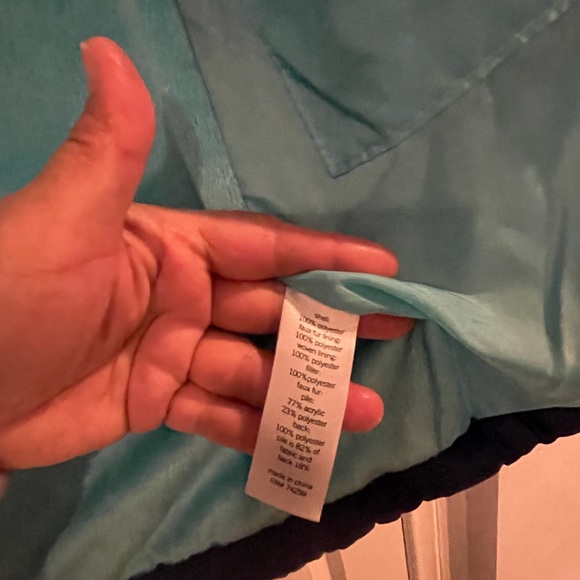 shell:
100% polyester
faux fur lining:
100% polyester
woven lining:
100% polyester
filler:
100%polyester
faux fur:
pile:
77% acrylic
23% polyester
back:
100% polyester
pile is 82% of
fabric and
back 18%
made in china
74259